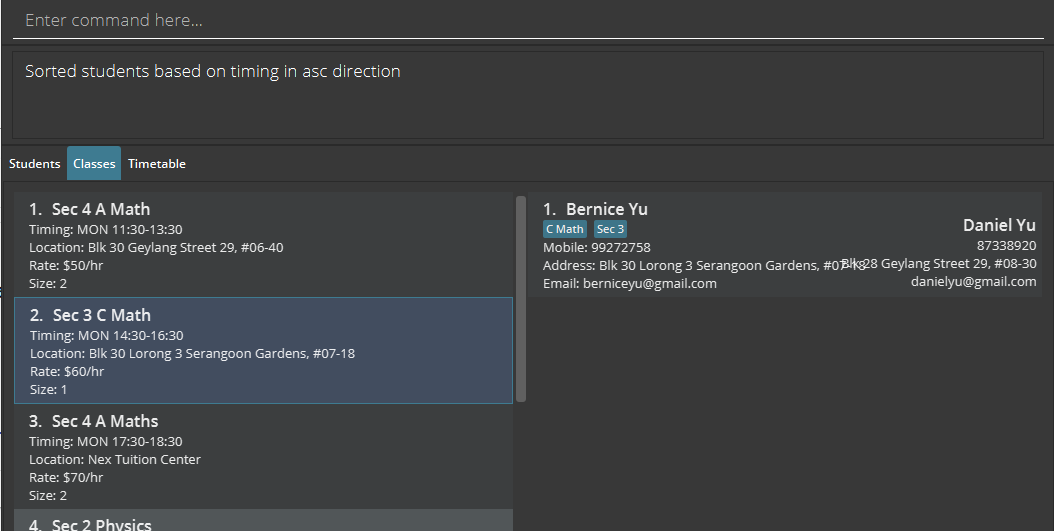 Enter command here...
Sorted students based on timing in asc direction
Students Classes Timetable
1. Sec 4 A Math
Timing: MON 11:30-13:30
Location: Blk 30 Geylang Street 29, #06-40
Rate: $50/hr
Size: 2
2. Sec 3 C Math
Timing: MON 14:30-16:30
Location: Blk 30 Lorong 3 Serangoon Gardens, #07-18
Rate: $60/hr
Size: 1
3. Sec 4 A Maths
Timing: MON 17:30-18:30
Location: Nex Tuition Center
Rate: $70/hr
Size: 2
4. Sec 2 Physics
1. Bernice Yu
C Math Sec 3
Mobile: 99272758
Address: Blk 30 Lorong 3 Serangoon Gardens, #07-18
Email: berniceyu@gmail.com
Daniel Yu
87338920
Blk 28 Geylang Street 29, #08-30
danielyu@gmail.com